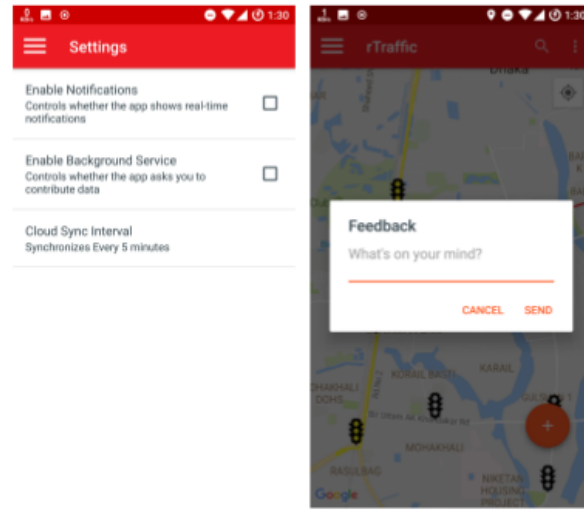 1:30
Settings
Enable Notifications
Controls whether the app shows real-time
notifications
Enable Background Service
Controls whether the app asks you to
contribute data
Cloud Sync Interval
Synchronizes Every 5 minutes
1:30
rTraffic
Dhaka
Feedback
What's on your mind?
CANCEL SEND
KORAIL BASTI
KARAIL
DHAKHALI
DOHS
GULSHAN 1
MOHAKHALI
RASULBAG
NIKETAN
HOUSING
PROJECT
Google